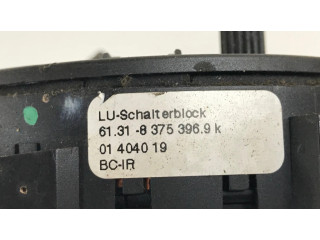 LU-Schalterblock
61.31 -8 375 396.9 k
01 4040 19
BC-IR